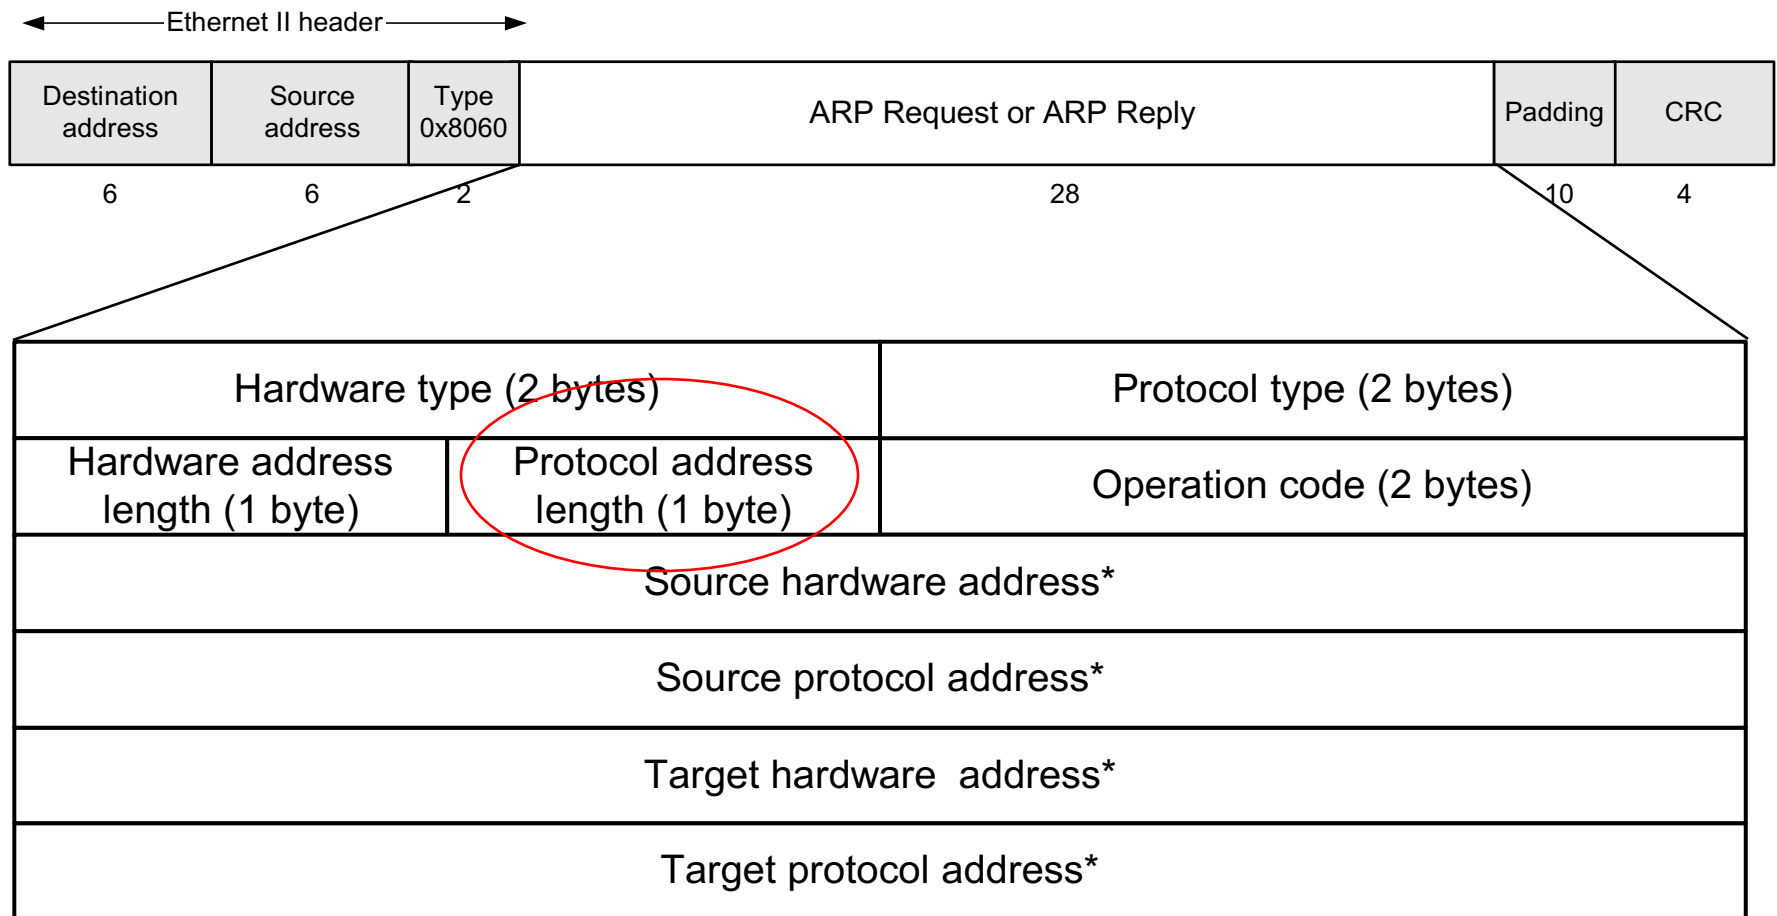 Ethernet II header
Destination
address
Source
address
Type
0x8060
ARP Request or ARP Reply
Padding
CRC
6
6
2
28
10
4
Hardware type (2 bytes)
Protocol type (2 bytes)
Hardware address
length (1 byte)
Protocol address
length (1 byte)
Operation code (2 bytes)
Source hardware address*
Source protocol address*
Target hardware  address*
Target protocol address*